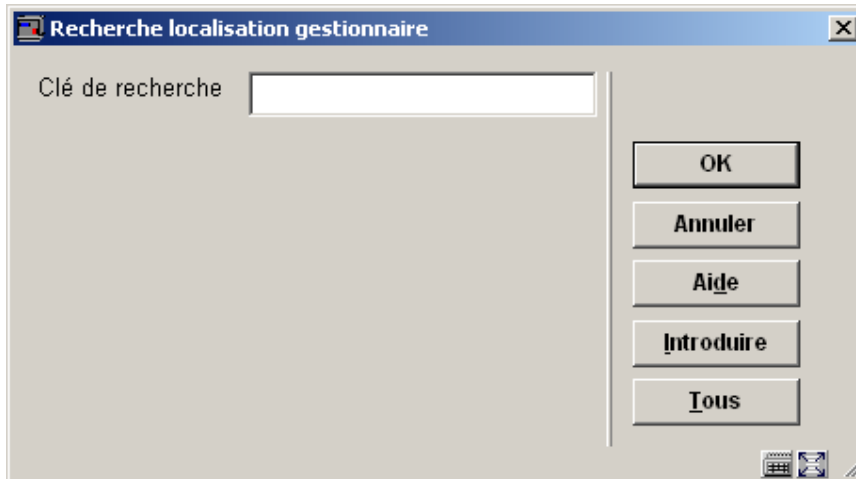 Recherche localisation gestionnaire
Clé de recherche
OK
Annuler
Aide
Introduire
Tous